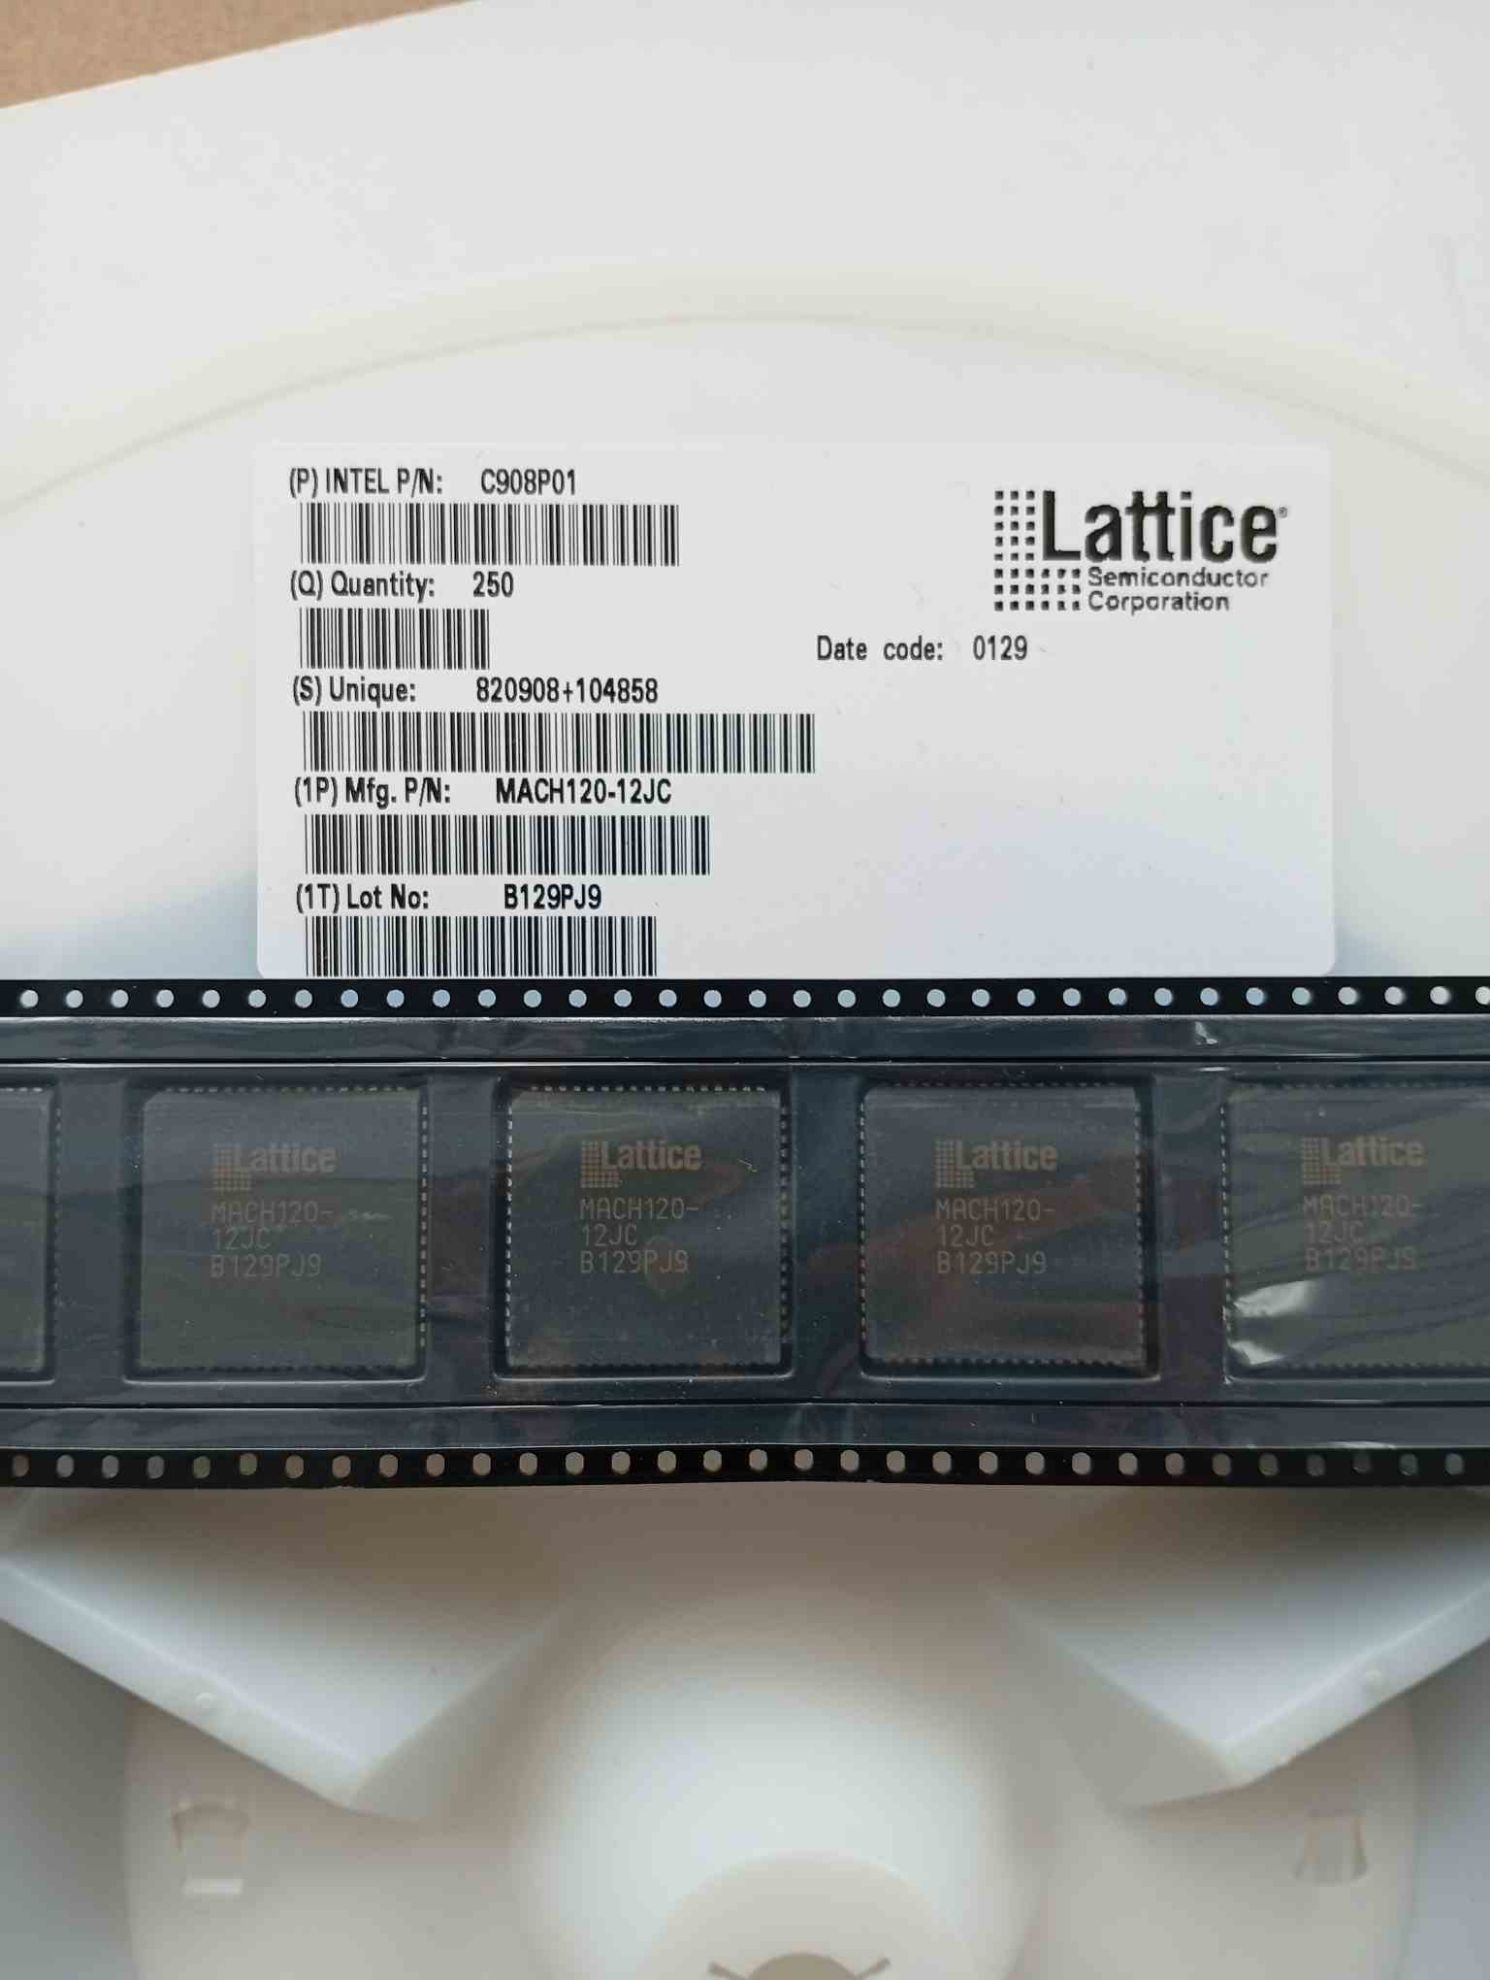 (P) INTEL P/N: C908P01
(Q) Quantity: 250
(S) Unique: 820908+104858
(1P) Mfg. P/N: MACH120-12JC
(1T) Lot No: B129PJ9
Lattice®
Semiconductor
Corporation
Date code: 0129
Lattice
MACH120-
12JC
B129PJ9
Lattice
MACH120-
12JC
B129PJ9
Lattice
MACH120-
12JC
B129PJ9
Lattice
MACH120-
12JC
B129PJ9